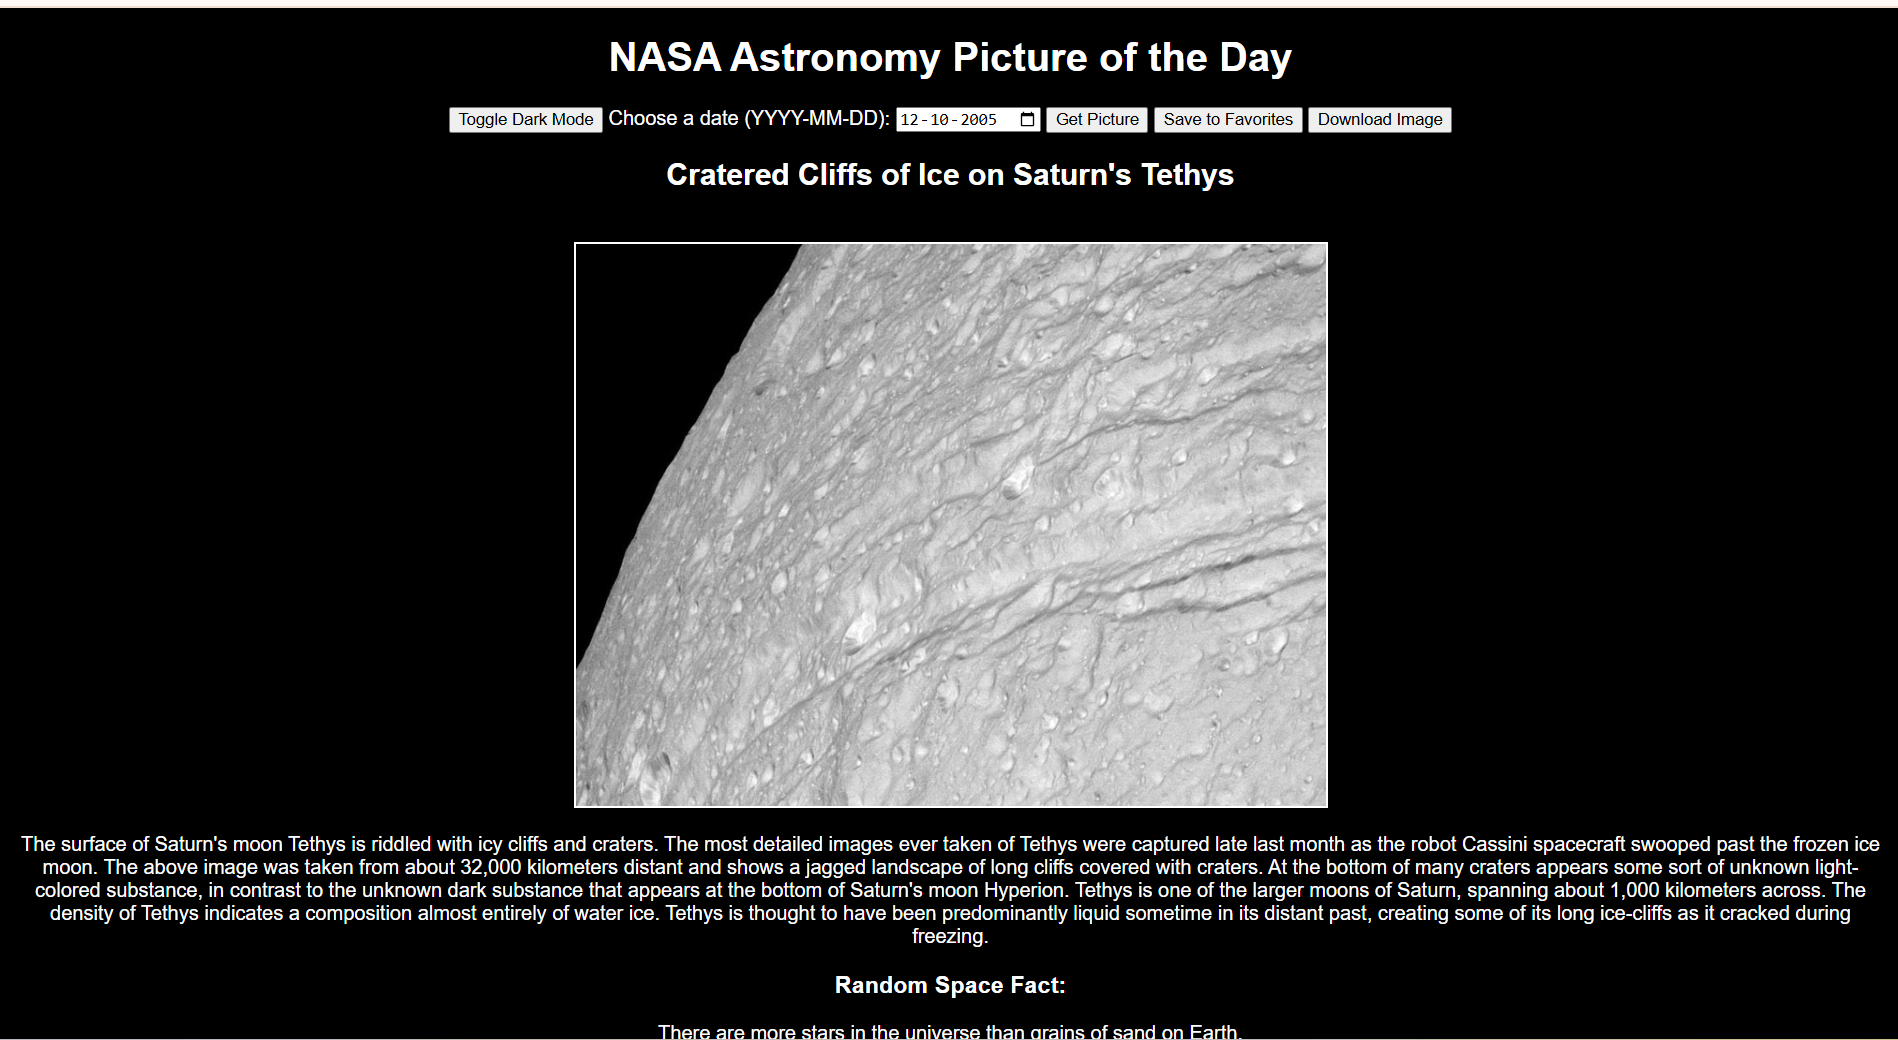 NASA Astronomy Picture of the Day
Toggle Dark Mode Choose a date (YYYY-MM-DD): 12-10-2005 Get Picture Save to Favorites Download Image
Cratered Cliffs of Ice on Saturn's Tethys
The surface of Saturn's moon Tethys is riddled with icy cliffs and craters. The most detailed images ever taken of Tethys were captured late last month as the robot Cassini spacecraft swooped past the frozen ice
moon. The above image was taken from about 32,000 kilometers distant and shows a jagged landscape of long cliffs covered with craters. At the bottom of many craters appears some sort of unknown light-
colored substance, in contrast to the unknown dark substance that appears at the bottom of Saturn's moon Hyperion. Tethys is one of the larger moons of Saturn, spanning about 1,000 kilometers across. The
density of Tethys indicates a composition almost entirely of water ice. Tethys is thought to have been predominantly liquid sometime in its distant past, creating some of its long ice-cliffs as it cracked during
freezing.
Random Space Fact:
There are more stars in the universe than grains of sand on Earth.